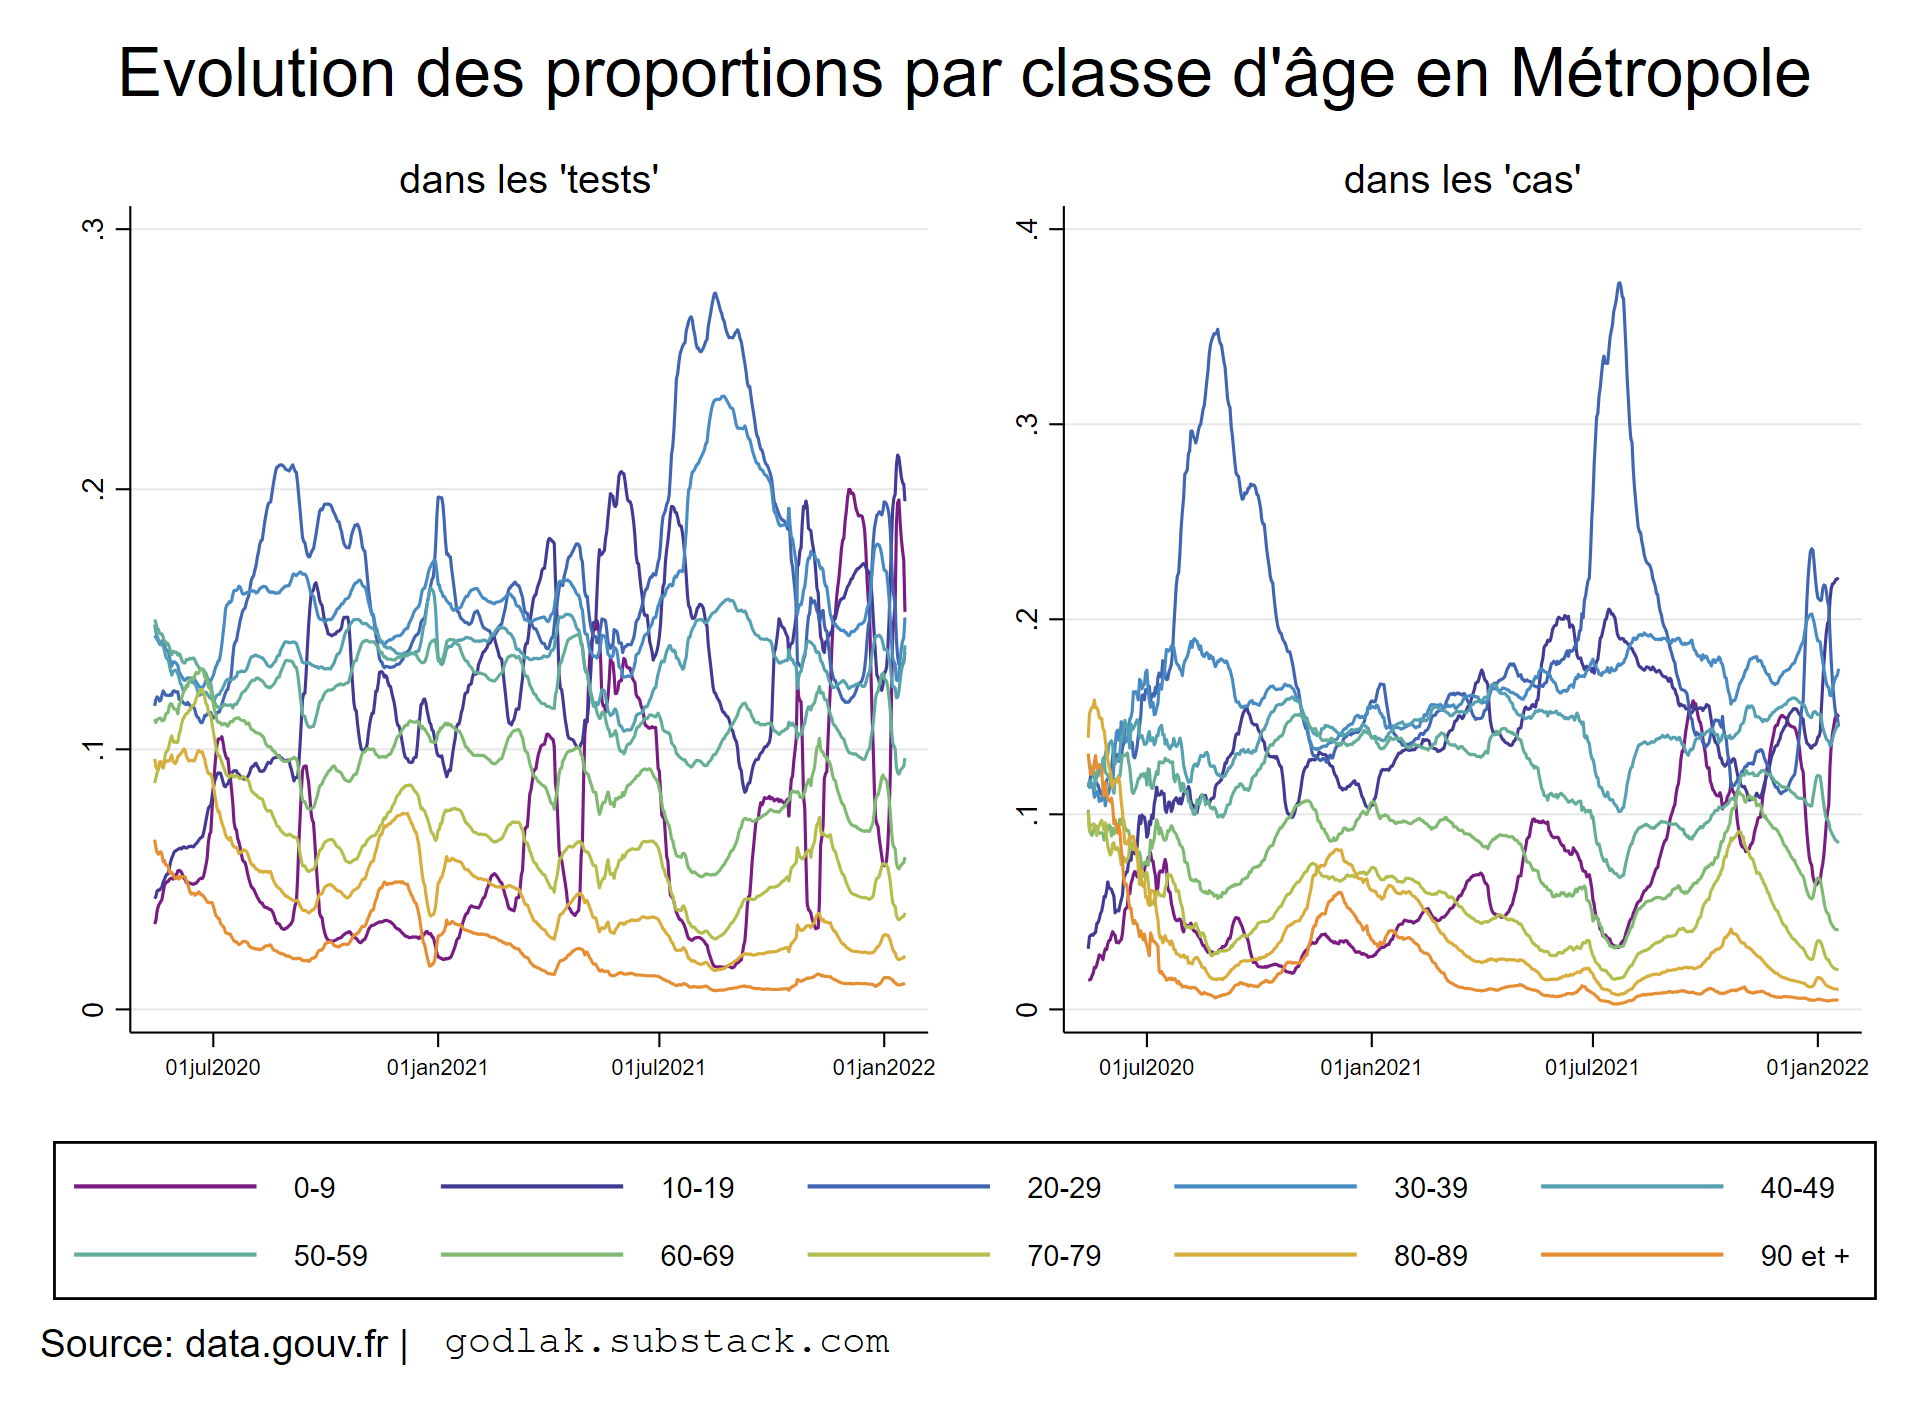 Evolution des proportions par classe d'âge en Métropole
dans les 'tests'
.3
.2
.1
0
01jul2020 01jan2021 01jul2021 01jan2022
dans les 'cas'
.4
.3
.2
.1
0
01jul2020 01jan2021 01jul2021 01jan2022
0-9 10-19 20-29 30-39 40-49
50-59 60-69 70-79 80-89 90 et +
Source: data.gouv.fr | godlak.substack.com